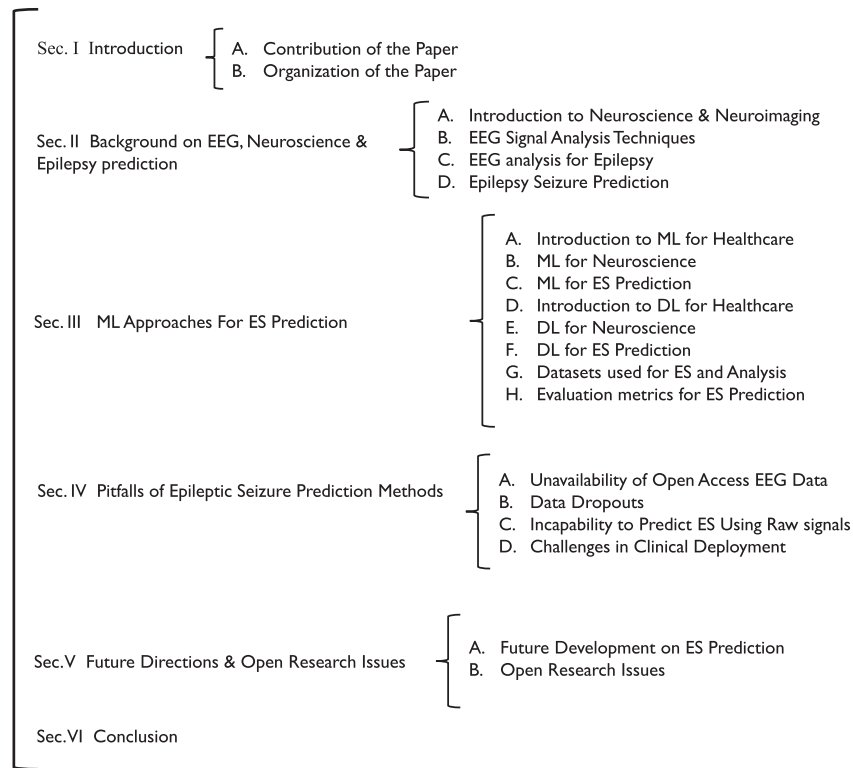 Sec. I Introduction
A. Contribution of the Paper
B. Organization of the Paper
Sec. II Background on EEG, Neuroscience &
Epilepsy prediction
A. Introduction to Neuroscience & Neuroimaging
B. EEG Signal Analysis Techniques
C. EEG analysis for Epilepsy
D. Epilepsy Seizure Prediction
Sec. III ML Approaches For ES Prediction
A. Introduction to ML for Healthcare
B. ML for Neuroscience
C. ML for ES Prediction
D. Introduction to DL for Healthcare
E. DL for Neuroscience
F. DL for ES Prediction
G. Datasets used for ES and Analysis
H. Evaluation metrics for ES Prediction
Sec. IV Pitfalls of Epileptic Seizure Prediction Methods
A. Unavailability of Open Access EEG Data
B. Data Dropouts
C. Incapability to Predict ES Using Raw signals
D. Challenges in Clinical Deployment
Sec.V Future Directions & Open Research Issues
A. Future Development on ES Prediction
B. Open Research Issues
Sec.VI Conclusion